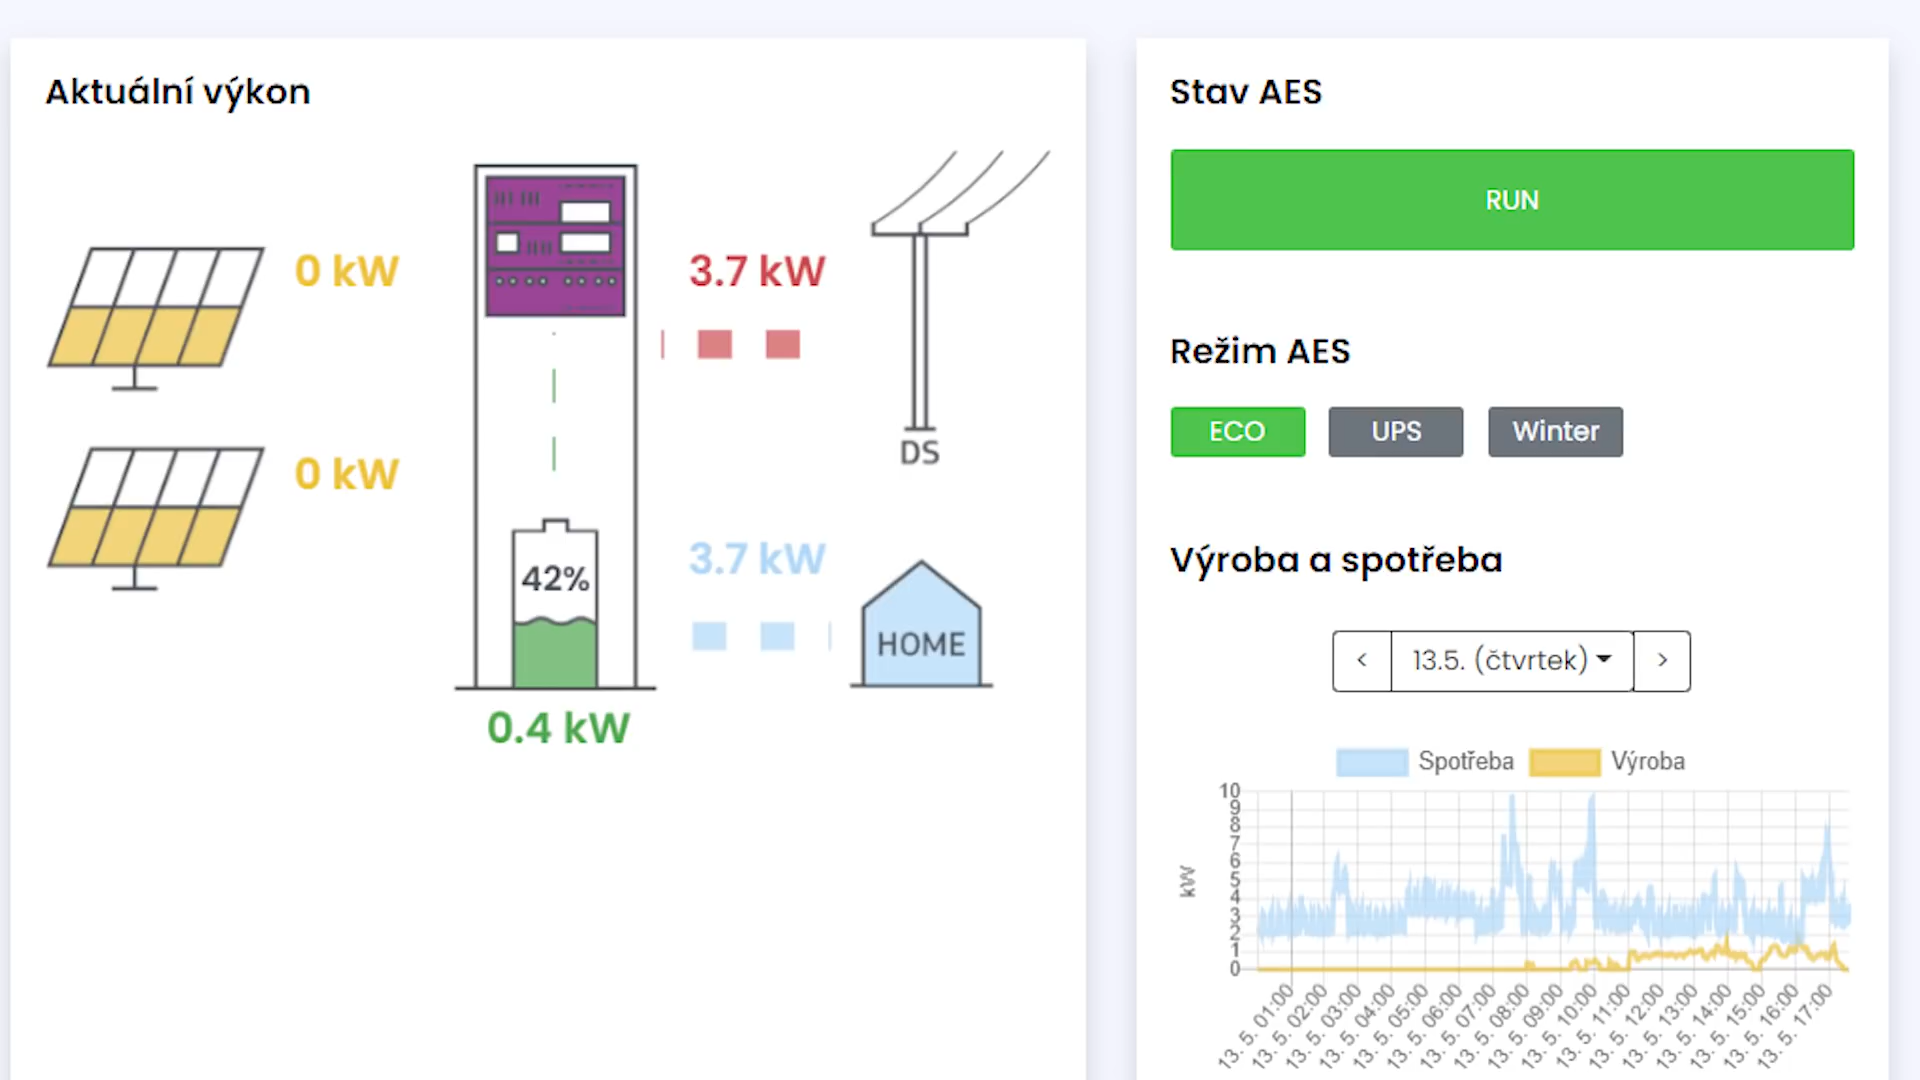 Aktuální výkon
0 kW
0 kW
3.7 kW
DS
42%
3.7 kW
HOME
0.4 kW
Stav AES
RUN
Režim AES
ECO UPS Winter
Výroba a spotřeba
< 13.5. (čtvrtek) >
Spotřeba Výroba
kW
10
9
8
7
6
5
4
3
2
1
0
13. 5. 01:00
13. 5. 02:00
13. 5. 03:00
13. 5. 04:00
13. 5. 05:00
13. 5. 06:00
13. 5. 07:00
13. 5. 08:00
13. 5. 09:00
13. 5. 10:00
13. 5. 11:00
13. 5. 12:00
13. 5. 13:00
13. 5. 14:00
13. 5. 15:00
13. 5. 16:00
13. 5. 17:00